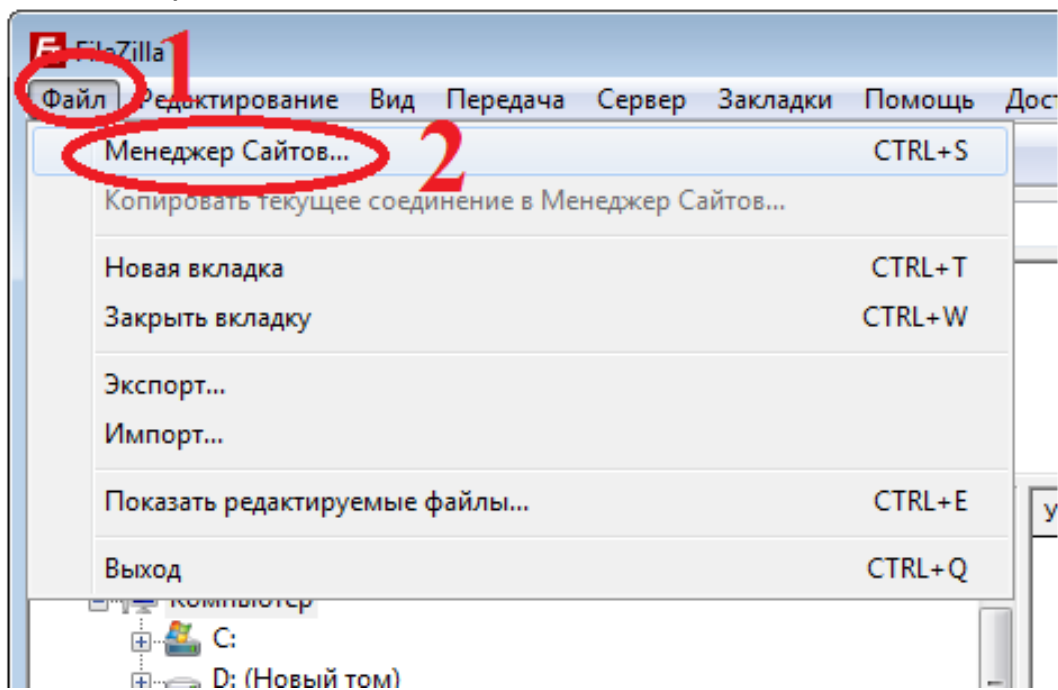 FileZilla
1
Файл Редактирование Вид Передача Сервер Закладки Помощь
Менеджер Сайтов... CTRL+S
2
Копировать текущее соединение в Менеджер Сайтов...
Новая вкладка CTRL+T
Закрыть вкладку CTRL+W
Экспорт...
Импорт...
Показать редактируемые файлы... CTRL+E
Выход CTRL+Q
Компьютер
C:
D: (Новый том)